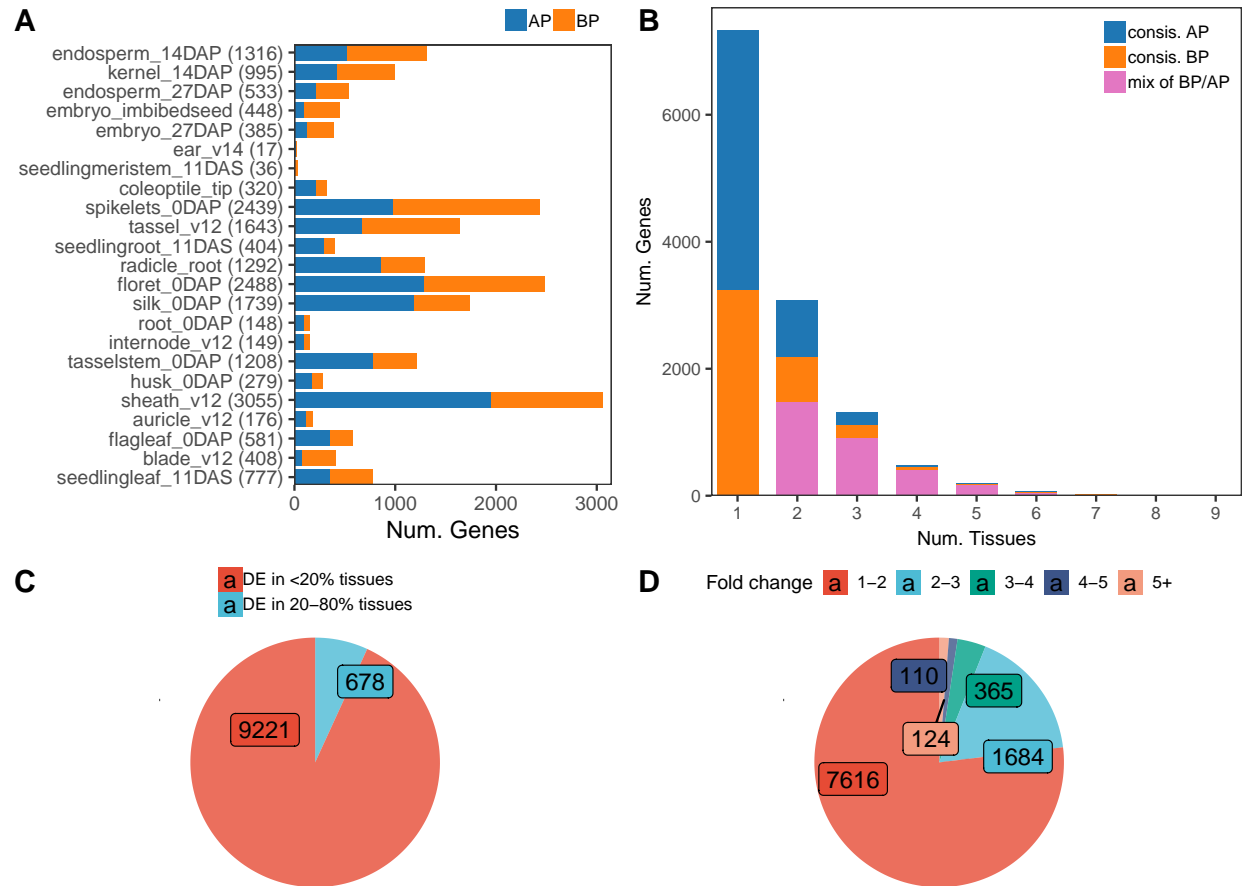 A
AP BP
endosperm_14DAP (1316)
kernel_14DAP (995)
endosperm_27DAP (533)
embryo_imbibedseed (448)
embryo_27DAP (385)
ear_v14 (17)
seedlingmeristem_11DAS (36)
coleoptile_tip (320)
spikelets_0DAP (2439)
tassel_v12 (1643)
seedlingroot_11DAS (404)
radicle_root (1292)
floret_0DAP (2488)
silk_0DAP (1739)
root_0DAP (148)
internode_v12 (149)
tasselstem_0DAP (1208)
husk_0DAP (279)
sheath_v12 (3055)
auricle_v12 (176)
flagleaf_0DAP (581)
blade_v12 (408)
seedlingleaf_11DAS (777)
0 1000 2000 3000
Num. Genes
B
consis. AP
consis. BP
mix of BP/AP
6000
4000
2000
0
Num. Genes
1 2 3 4 5 6 7 8 9
Num. Tissues
C
a DE in <20% tissues
a DE in 20−80% tissues
678
9221
D
Fold change a 1−2 a 2−3 a 3−4 a 4−5 a 5+
110
365
124
1684
7616